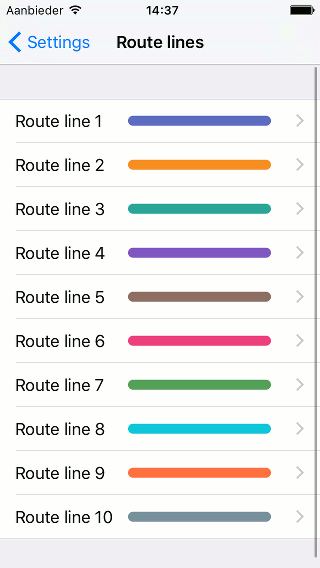 Aanbieder 14:37
Settings Route lines
Route line 1
Route line 2
Route line 3
Route line 4
Route line 5
Route line 6
Route line 7
Route line 8
Route line 9
Route line 10